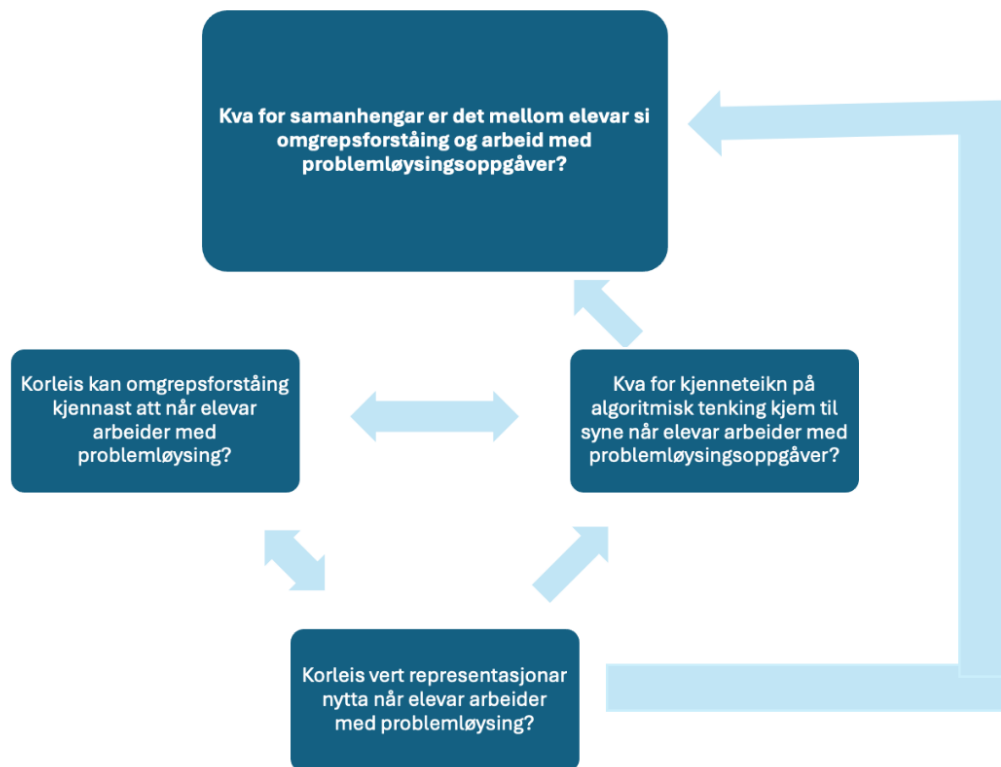 Kva for samanhengar er det mellom elevar si
omgrepsforståing og arbeid med
problemløysingsoppgåver?
Korleis kan omgrepsforståing
kjennast att når elevar
arbeider med
problemløysing?
Kva for kjenneteikn på
algoritmisk tenking kjem til
syne når elevar arbeider med
problemløysingsoppgåver?
Korleis vert representasjonar
nytta når elevar arbeider
med problemløysing?